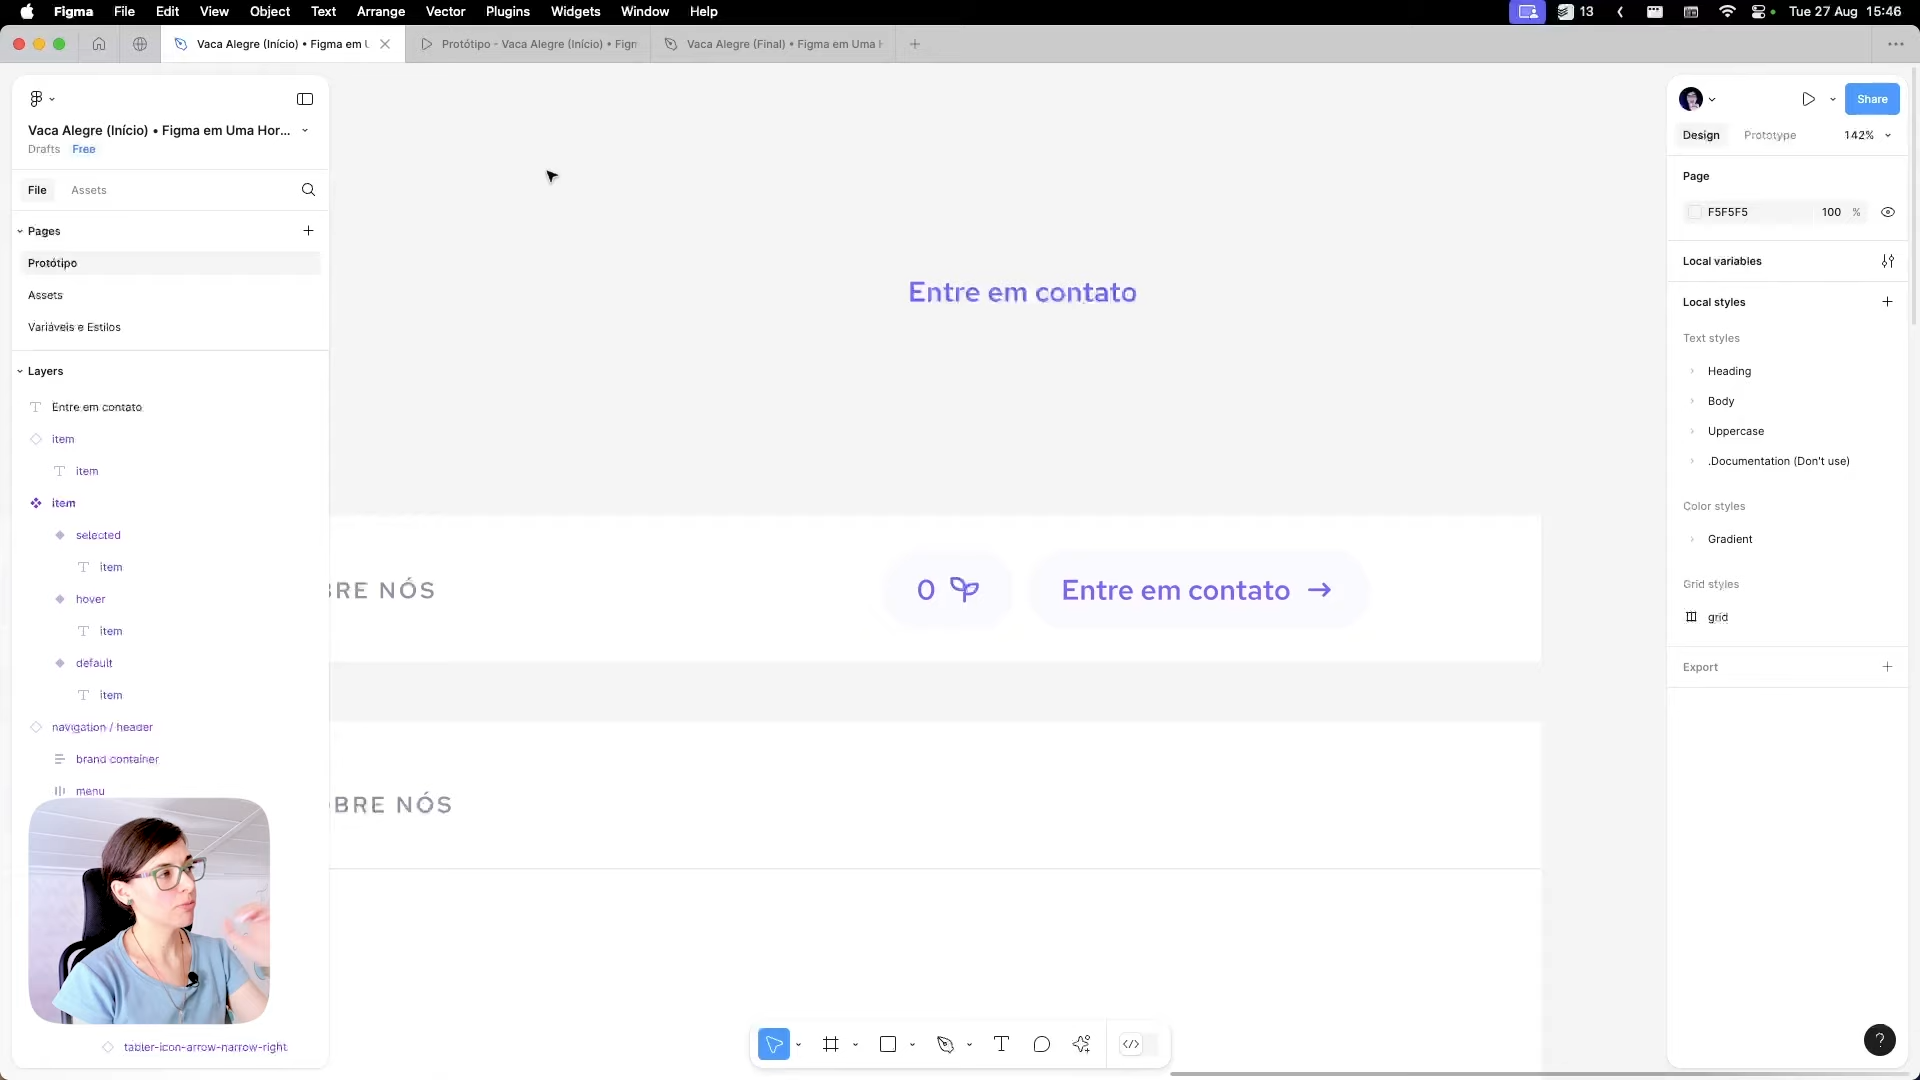 Figma File Edit View Object Text Arrange Vector Plugins Widgets Window Help
13
Tue 27 Aug 15:46
Vaca Alegre (Início) • Figma em
Protótipo - Vaca Alegre (Início) •
Vaca Alegre (Final) • Figma em Uma
Vaca Alegre (Início) • Figma em Uma Hor...
Drafts Free
File Assets
Pages
Protótipo
Assets
Variáveis e Estilos
Layers
Entre em contato
item
item
item
selected
item
hover
item
default
item
navigation / header
brand container
menu
tabler-icon-arrow-narrow-right
Entre em contato
BRE NÓS
0
Entre em contato →
BRE NÓS
Share
Design Prototype 142%
Page
F5F5F5 100 %
Local variables
Local styles
Text styles
Heading
Body
Uppercase
.Documentation (Don't use)
Color styles
Gradient
Grid styles
grid
Export
?